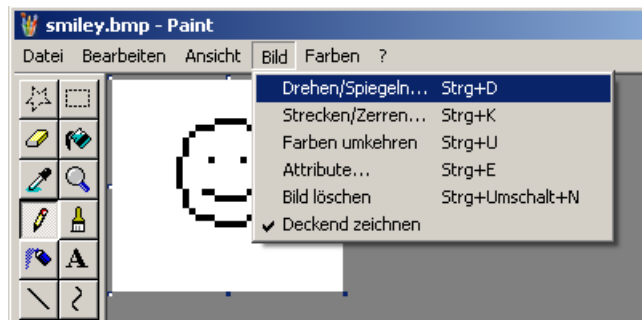 smiley.bmp - Paint
Datei Bearbeiten Ansicht Bild Farben ?
Drehen/Spiegeln... Strg+D
Strecken/Zerren... Strg+K
Farben umkehren Strg+U
Attribute... Strg+E
Bild löschen Strg+Umschalt+N
Deckend zeichnen
A